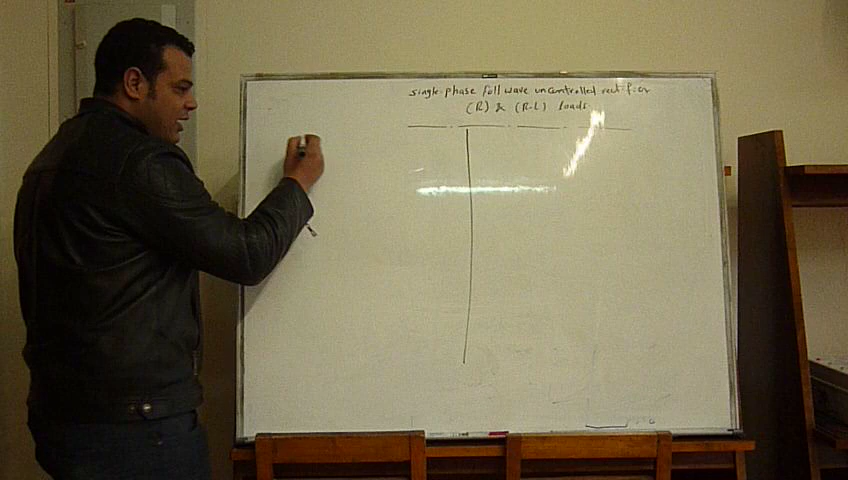 single-phase full wave uncontrolled rectifier
(R) & (R-L) loads